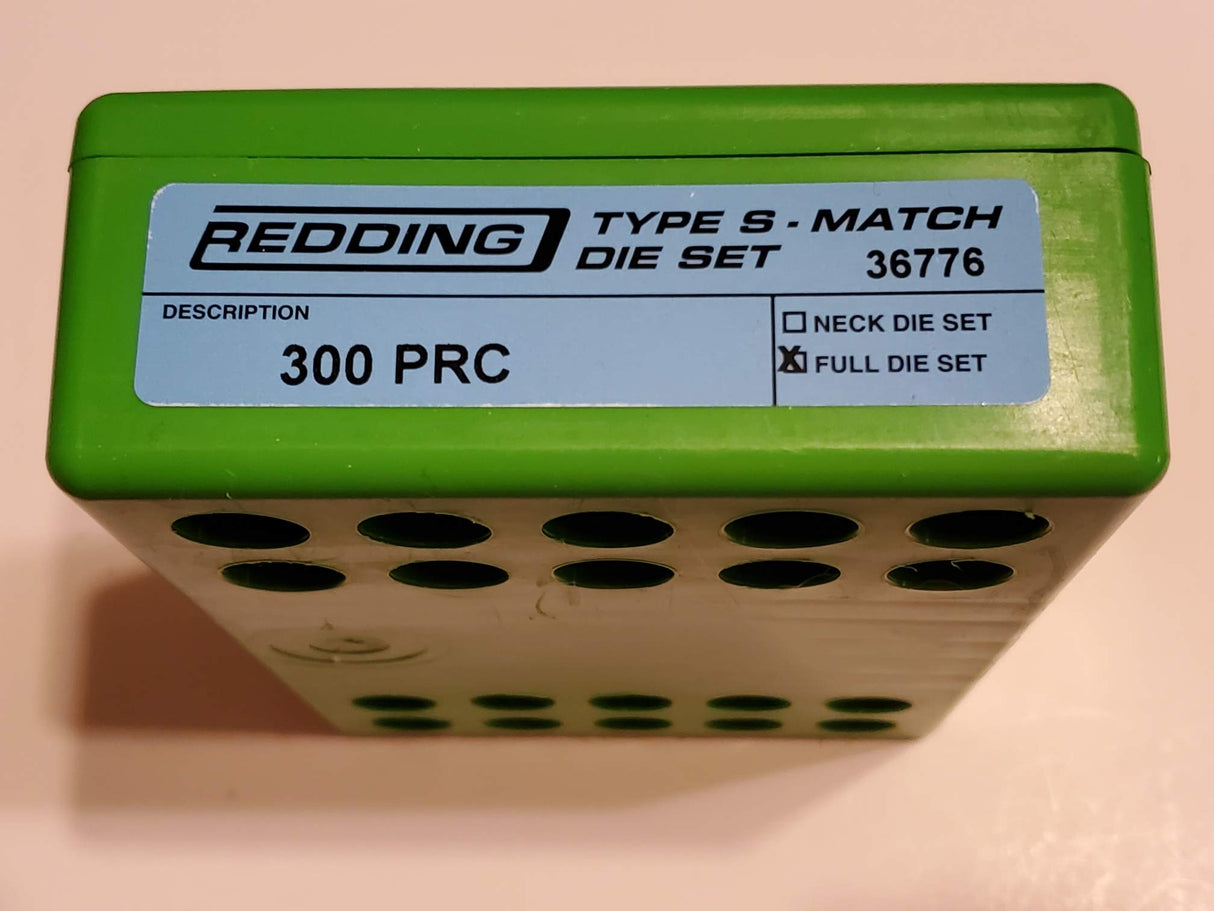 REDDING
TYPE S - MATCH
DIE SET 36776
DESCRIPTION
300 PRC
NECK DIE SET
X FULL DIE SET